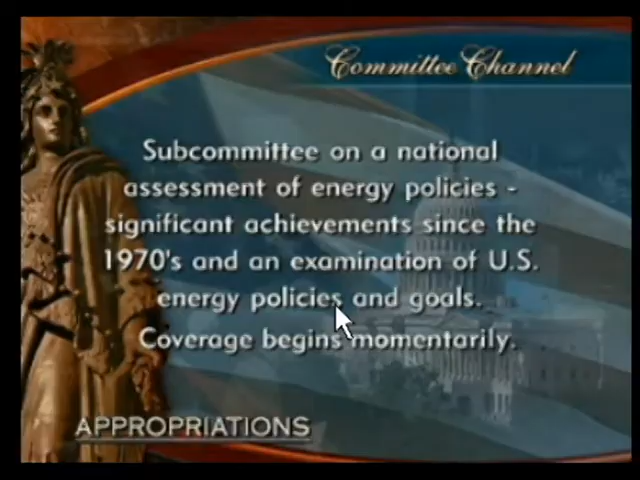 Committee Channel
Subcommittee on a national
assessment of energy policies -
significant achievements since the
1970's and an examination of U.S.
energy policies and goals.
Coverage begins momentarily.
APPROPRIATIONS